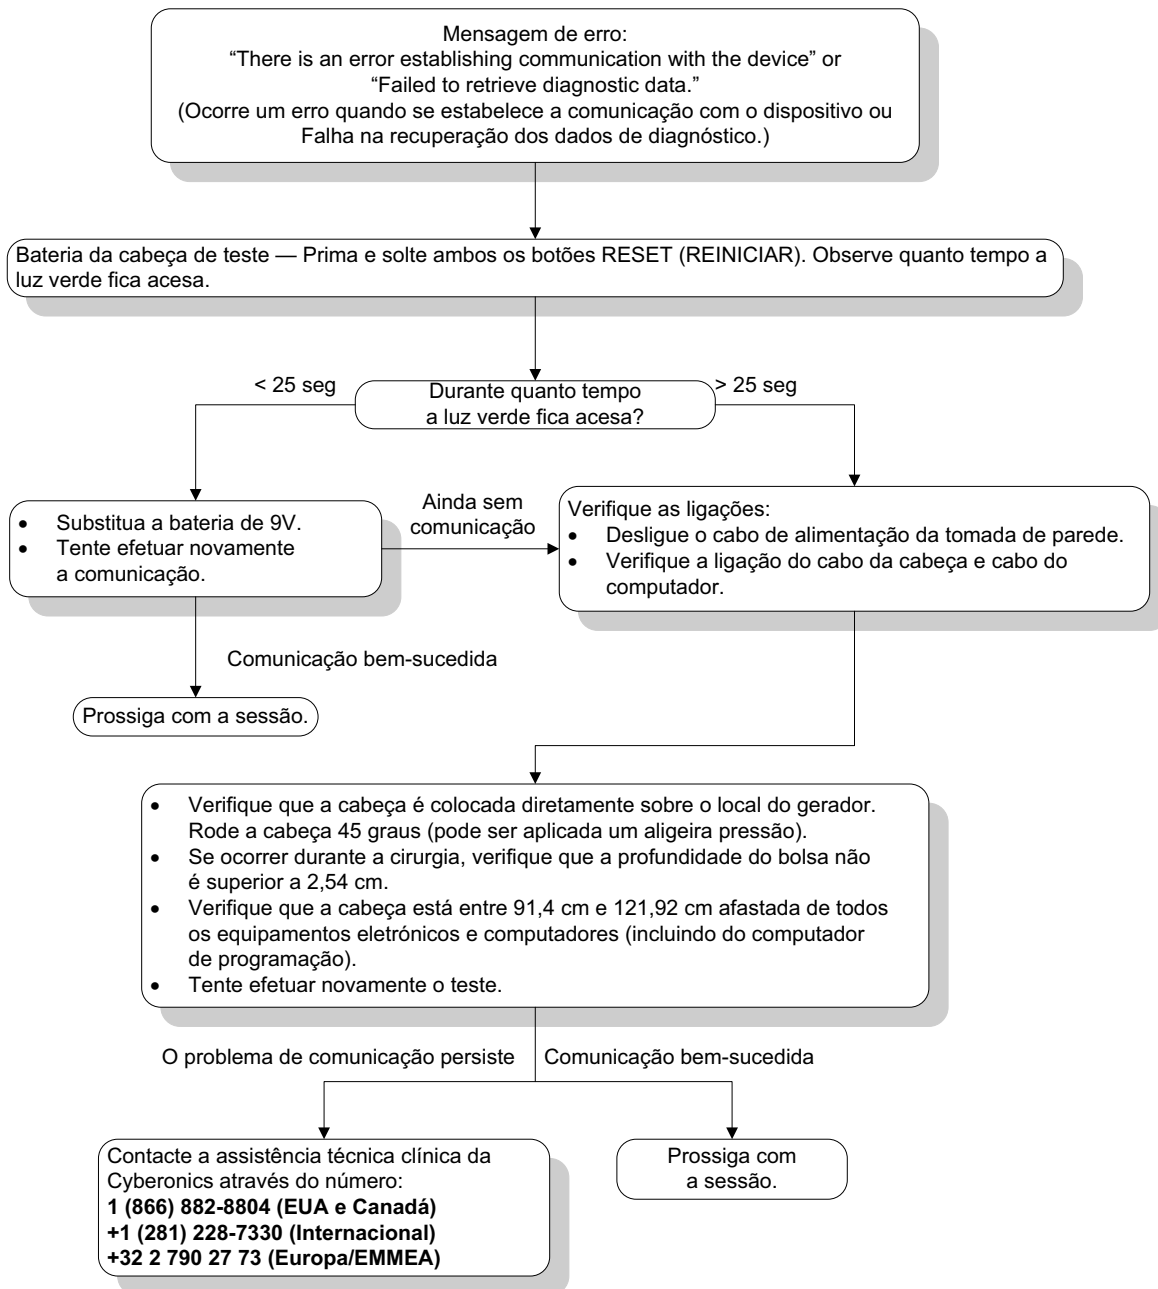 Mensagem de erro:
“There is an error establishing communication with the device” or
“Failed to retrieve diagnostic data.”
(Ocorre um erro quando se estabelece a comunicação com o dispositivo ou
Falha na recuperação dos dados de diagnóstico.)
Bateria da cabeça de teste — Prima e solte ambos os botões RESET (REINICIAR). Observe quanto tempo a
luz verde fica acesa.
< 25 seg
Durante quanto tempo
a luz verde fica acesa?
> 25 seg
• Substitua a bateria de 9V.
• Tente efetuar novamente
a comunicação.
Ainda sem
comunicação
Verifique as ligações:
• Desligue o cabo de alimentação da tomada de parede.
• Verifique a ligação do cabo da cabeça e cabo do
computador.
Comunicação bem-sucedida
Prossiga com a sessão.
• Verifique que a cabeça é colocada diretamente sobre o local do gerador.
Rode a cabeça 45 graus (pode ser aplicada um aligeira pressão).
• Se ocorrer durante a cirurgia, verifique que a profundidade do bolsa não
é superior a 2,54 cm.
• Verifique que a cabeça está entre 91,4 cm e 121,92 cm afastada de todos
os equipamentos eletrónicos e computadores (incluindo do computador
de programação).
• Tente efetuar novamente o teste.
O problema de comunicação persiste
Comunicação bem-sucedida
Contacte a assistência técnica clínica da
Cyberonics através do número:
1 (866) 882-8804 (EUA e Canadá)
+1 (281) 228-7330 (Internacional)
+32 2 790 27 73 (Europa/EMMEA)
Prossiga com
a sessão.